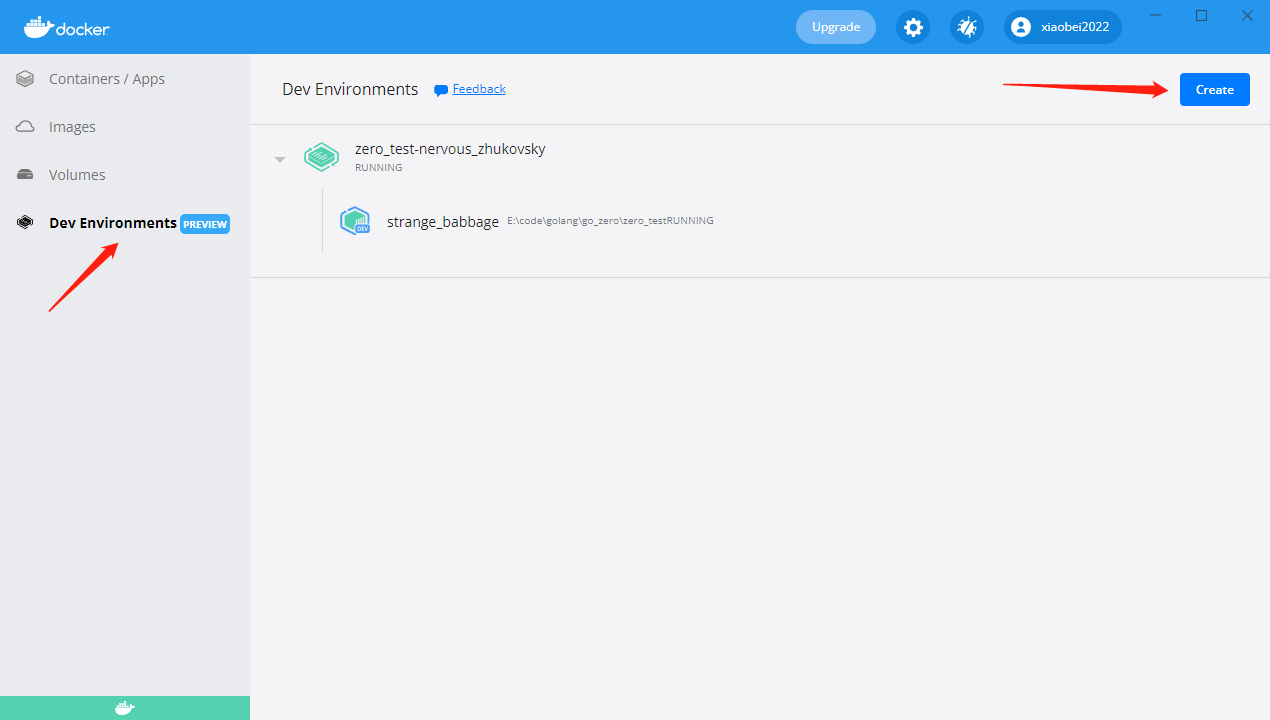 docker
Upgrade
xiaobei2022
Containers / Apps
Images
Volumes
Dev Environments PREVIEW
Dev Environments
Feedback
Create
zero_test-nervous_zhukovsky
RUNNING
strange_babbage E:\code\golang\go_zero\zero_testRUNNING
DEV